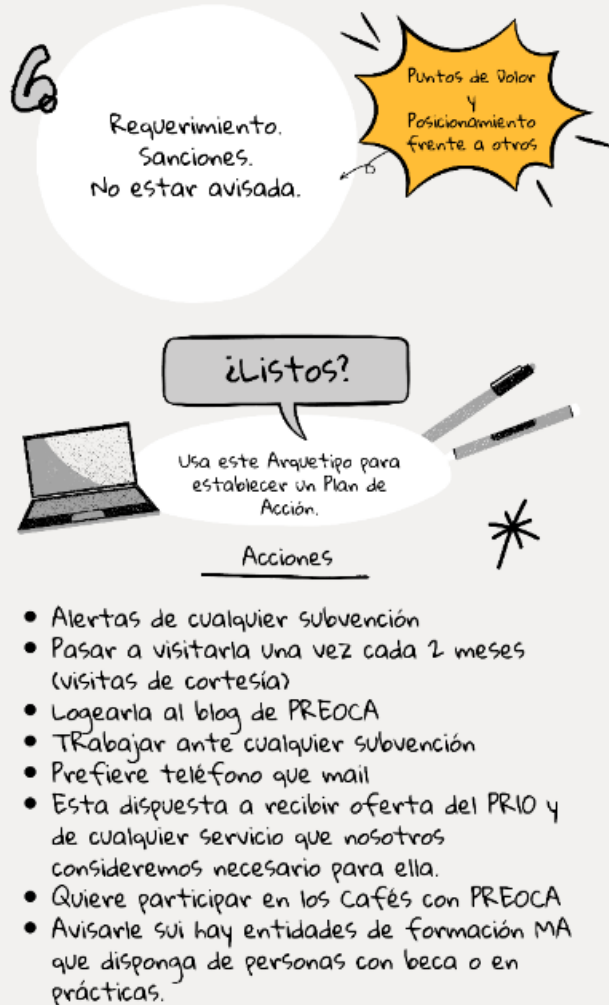 6.
Requerimiento.
Sanciones.
No estar avisada.
Puntos de Dolor
y
Posicionamiento
frente a otros
¿Listos?
Usa este Arquetipo para
establecer un Plan de
Acción.
Acciones
• Alertas de cualquier subvención
• Pasar a visitarla una vez cada 2 meses
(visitas de cortesía)
• Logearla al blog de PREOCA
• TRabajar ante cualquier subvención
• Prefiere teléfono que mail
• Esta dispuesta a recibir oferta del PRIO y
de cualquier servicio que nosotros
consideremos necesario para ella.
• Quiere participar en los Cafés con PREOCA
• Avisarle sui hay entidades de formación MA
que disponga de personas con beca o en
prácticas.